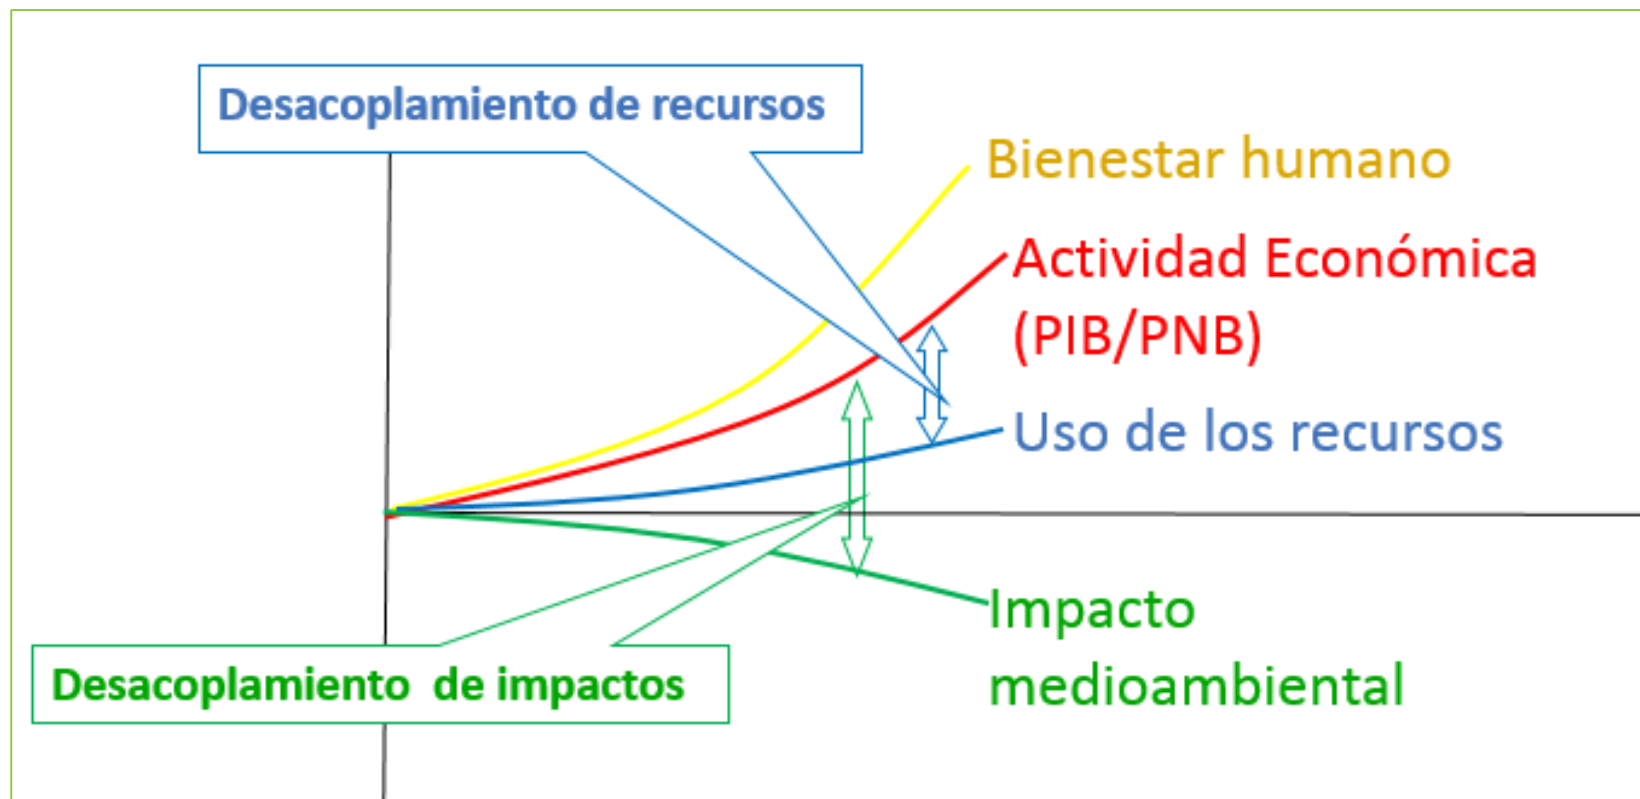 Desacoplamiento de recursos
Bienestar humano
Actividad Económica
(PIB/PNB)
Uso de los recursos
Impacto
medioambiental
Desacoplamiento de impactos